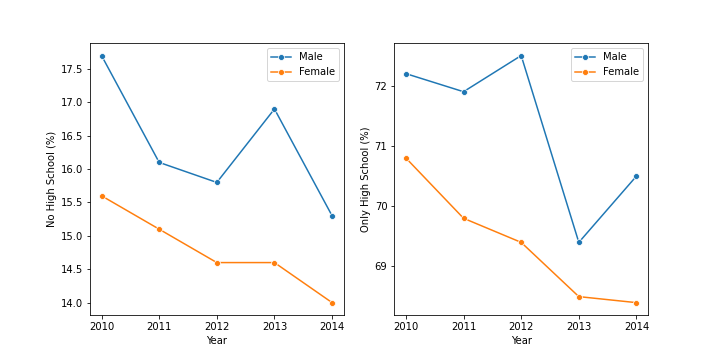 No High School (%)
17.5
17.0
16.5
16.0
15.5
15.0
14.5
14.0
2010 2011 2012 2013 2014
Year
Male
Female
Only High School (%)
72
71
70
69
2010 2011 2012 2013 2014
Year
Male
Female